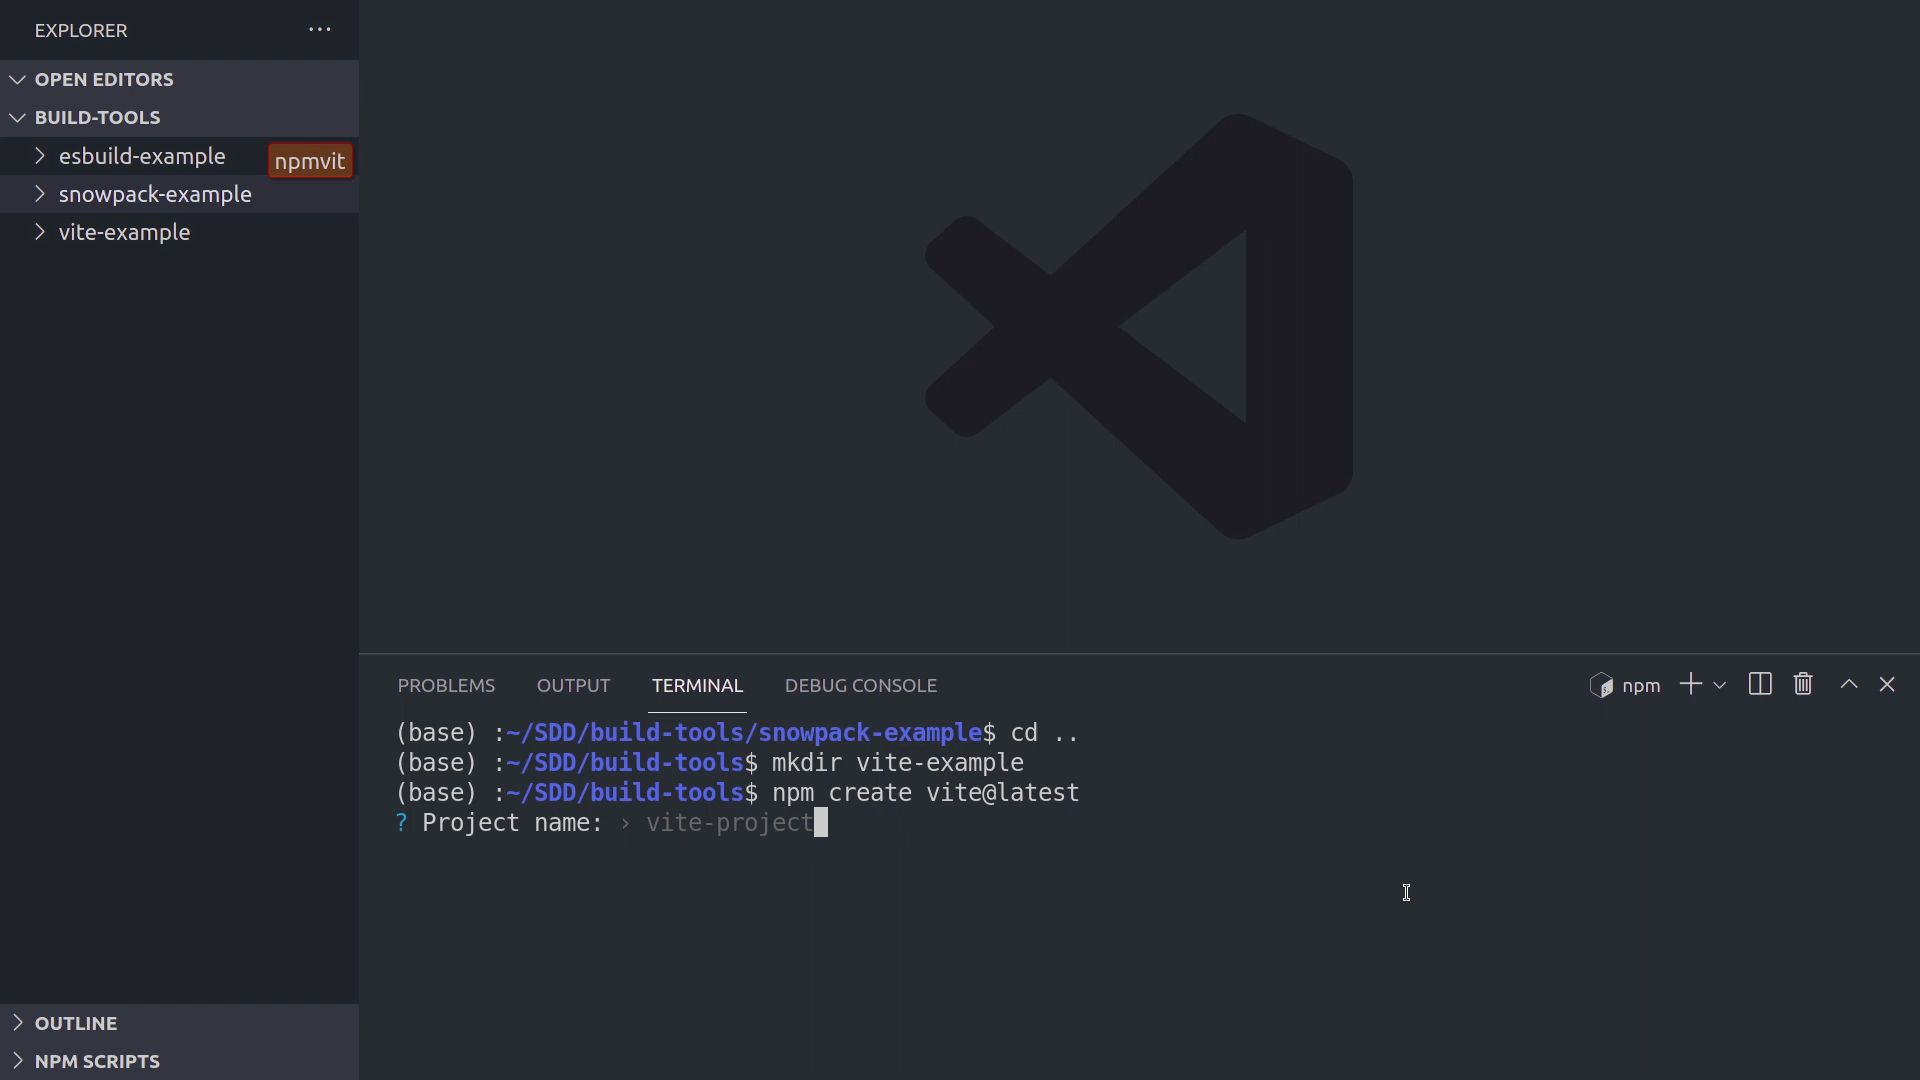 EXPLORER
OPEN EDITORS
BUILD-TOOLS
esbuild-example
npmvit
snowpack-example
vite-example
OUTLINE
NPM SCRIPTS
PROBLEMS OUTPUT TERMINAL DEBUG CONSOLE npm
(base) :~/SDD/build-tools/snowpack-example$ cd ..
(base) :~/SDD/build-tools$ mkdir vite-example
(base) :~/SDD/build-tools$ npm create vite@latest
? Project name: › vite-project